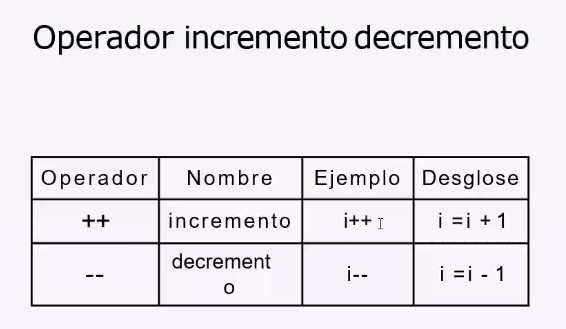 Operador incremento decremento
Operador Nombre Ejemplo Desglose
++ incremento i++ i =i + 1
-- decrement
o i-- i =i - 1